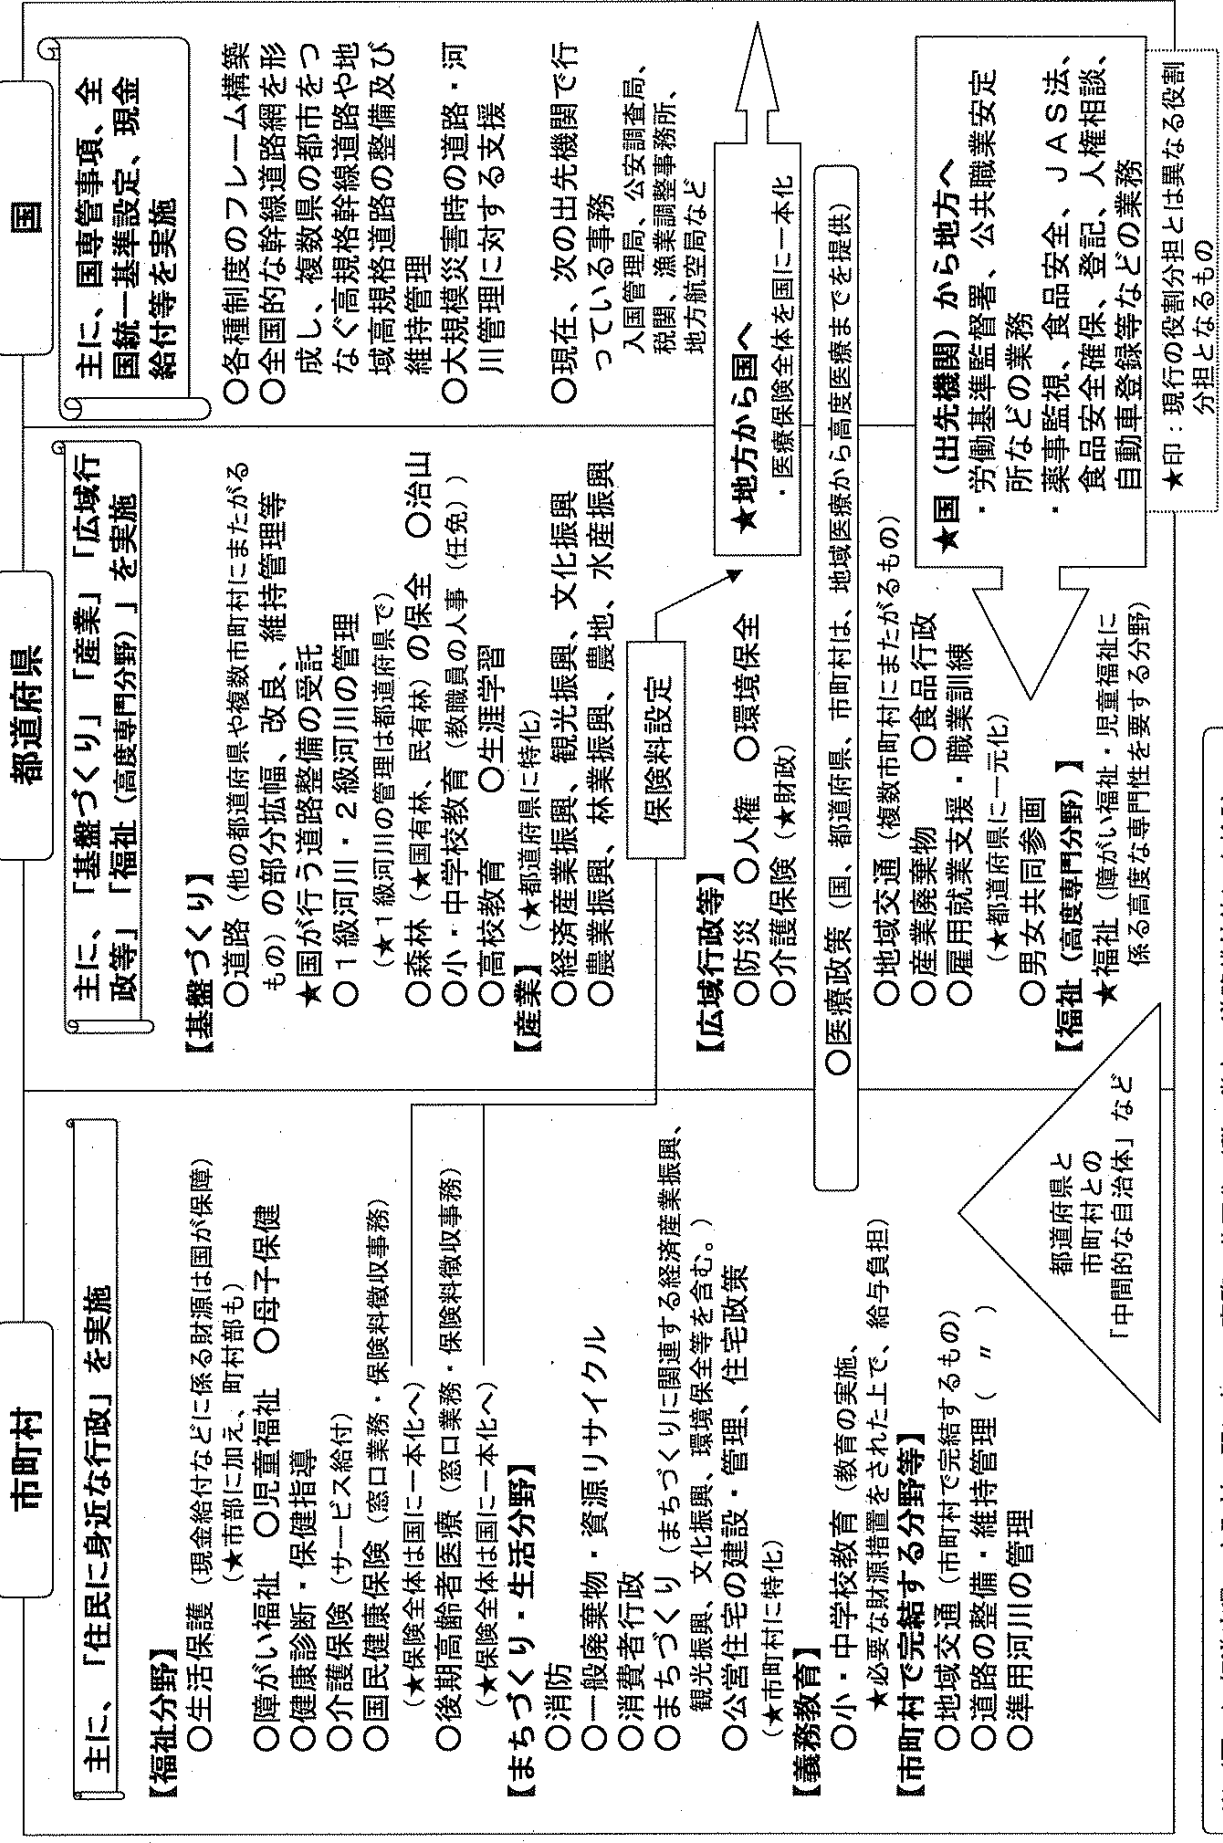 市町村
主に、「住民に身近な行政」を実施
【福祉分野】
○生活保護（現金給付などに係る財源は国が保障）
（★市部に加え、町村部も）
○障がい福祉　○児童福祉　○母子保健
○健康診断・保健指導
○介護保険（サービス給付）
○国民健康保険（窓口業務・保険料徴収事務）
（★保険全体は国に一本化へ）
○後期高齢者医療（窓口業務・保険料徴収事務）
（★保険全体は国に一本化へ）
【まちづくり・生活分野】
○消防
○一般廃棄物・資源リサイクル
○消費者行政
○まちづくり（まちづくりに関連する経済産業振興、
観光振興、文化振興、環境保全等を含む。）
○公営住宅の建設・管理、住宅政策
（★市町村に特化）
【義務教育】
○小・中学校教育（教育の実施、
★必要な財源措置をされた上で、給与負担）
【市町村で完結する分野等】
○地域交通（市町村で完結するもの）
○道路の整備・維持管理（　〃　）
○準用河川の管理
都道府県と
市町村との
「中間的な自治体」など
都道府県
主に、「基盤づくり」「産業」「広域行
政等」「福祉（高度専門分野）」を実施
【基盤づくり】
○道路（他の都道府県や複数市町村にまたがる
もの）の部分拡幅、改良、維持管理等
★国が行う道路整備の受託
○１級河川・２級河川の管理
（★１級河川の管理は都道府県で）
○森林（★国有林、民有林）の保全　○治山
○小・中学校教育（教職員の人事（任免））
○高校教育　○生涯学習
【産業】（★都道府県に特化）
○経済産業振興、観光振興、文化振興
○農業振興、林業振興、農地、水産振興
保険料設定
【広域行政等】
○防災　○人権　○環境保全
○介護保険（★財政）
○医療政策（国、都道府県、市町村は、地域医療から高度医療までを提供）
○地域交通（複数市町村にまたがるもの）
○産業廃棄物　○食品行政
○雇用就業支援・職業訓練
（★都道府県に一元化）
○男女共同参画
【福祉（高度専門分野）】
★福祉（障がい福祉・児童福祉に
係る高度な専門性を要する分野）
国
主に、国専管事項、全
国統一基準設定、現金
給付等を実施
○各種制度のフレーム構築
○全国的な幹線道路網を形
成し、複数県の都市をつ
なぐ高規格幹線道路や地
域高規格道路の整備及び
維持管理
○大規模災害時の道路・河
川管理に対する支援
○現在、次の出先機関で行
っている事務
入国管理局、公安調査局、
税関、漁業調整事務所、
地方航空局など
★地方から国へ
・医療保険全体を国に一本化
★国（出先機関）から地方へ
・労働基準監督署、公共職業安定
所などの業務
・薬事監視、食品安全、ＪＡＳ法、
食品安全確保、登記、人権相談、
自動車登録等などの業務
★印：現行の役割分担とは異なる役割
分担となるもの